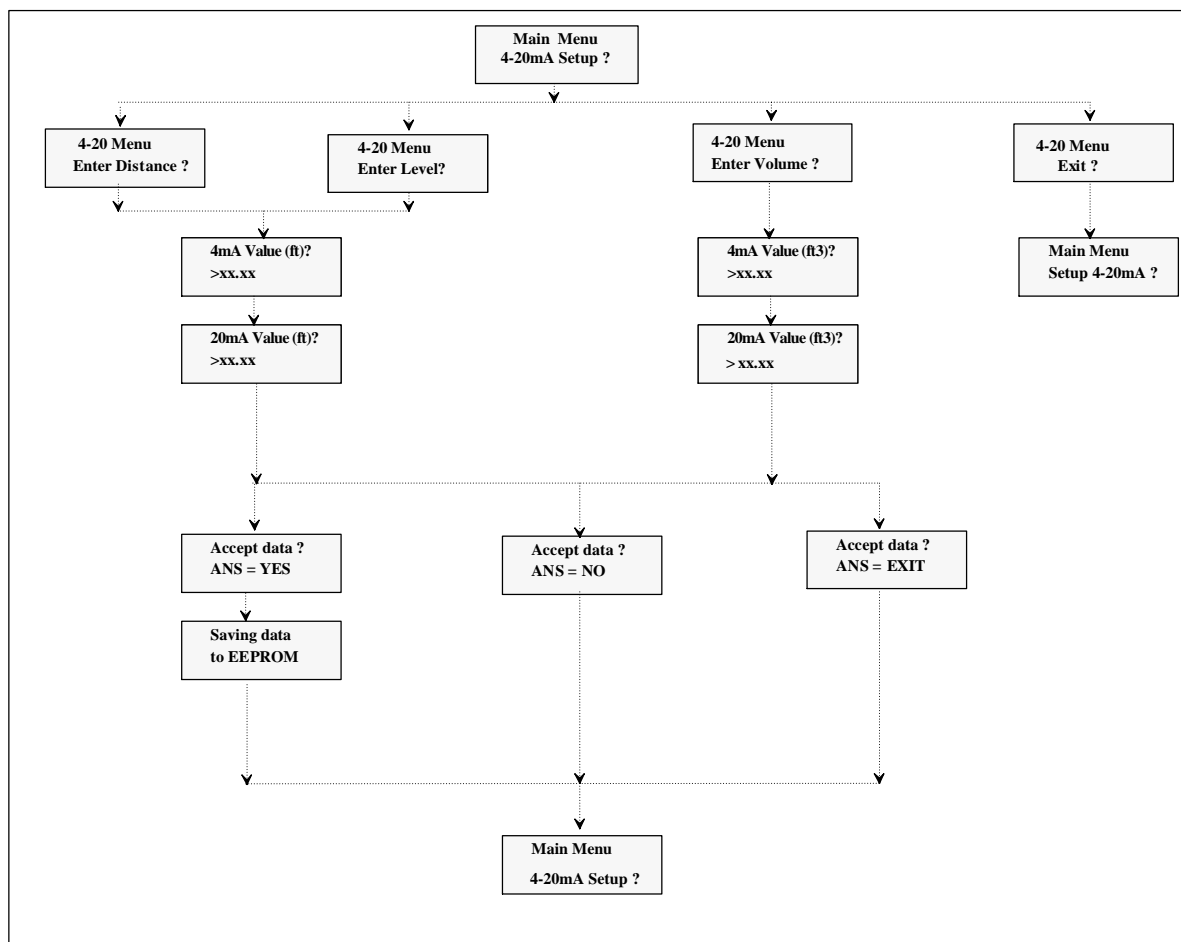 Main Menu
4-20mA Setup ?
4-20 Menu
Enter Distance ?
4-20 Menu
Enter Level?
4-20 Menu
Enter Volume ?
4-20 Menu
Exit ?
4mA Value (ft)?
>xx.xx
4mA Value (ft3)?
>xx.xx
Main Menu
Setup 4-20mA ?
20mA Value (ft)?
>xx.xx
20mA Value (ft3)?
> xx.xx
Accept data ?
ANS = YES
Accept data ?
ANS = NO
Accept data ?
ANS = EXIT
Saving data
to EEPROM
Main Menu
4-20mA Setup ?